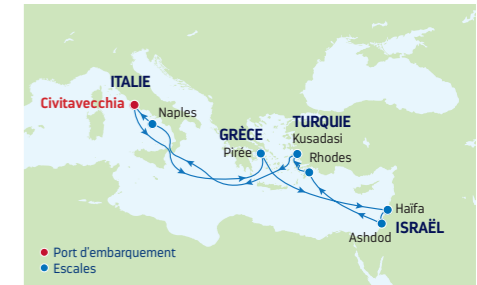 ITALIE
Civitavecchia
Naples
GRÈCE
Pirée
TURQUIE
Kusadasi
Rhodes
Haïfa
ISRAËL
Ashdod
Port d'embarquement
Escales